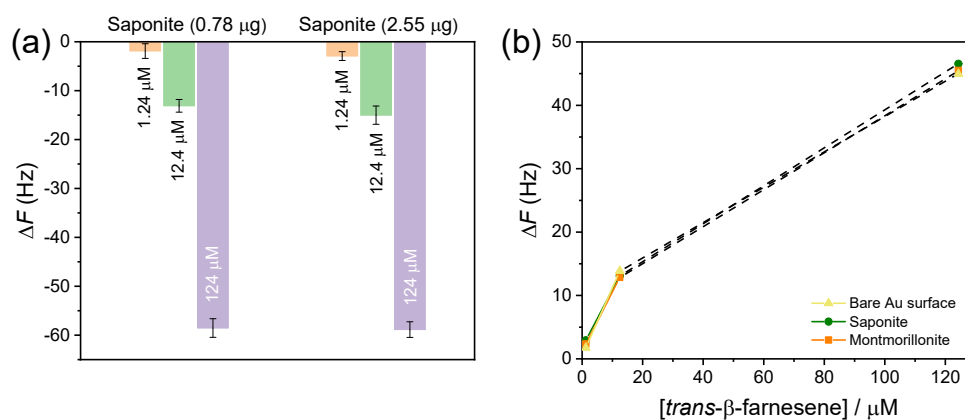 (a)
Saponite (0.78 μg) Saponite (2.55 μg)
0
-10
-20
-30
-40
-50
-60
ΔF (Hz)
1.24 μM
12.4 μM
124 μM
1.24 μM
12.4 μM
124 μM
(b)
50
40
30
20
10
0
ΔF (Hz)
Bare Au surface
Saponite
Montmorillonite
0 20 40 60 80 100 120
[trans-β-farnesene] / μM